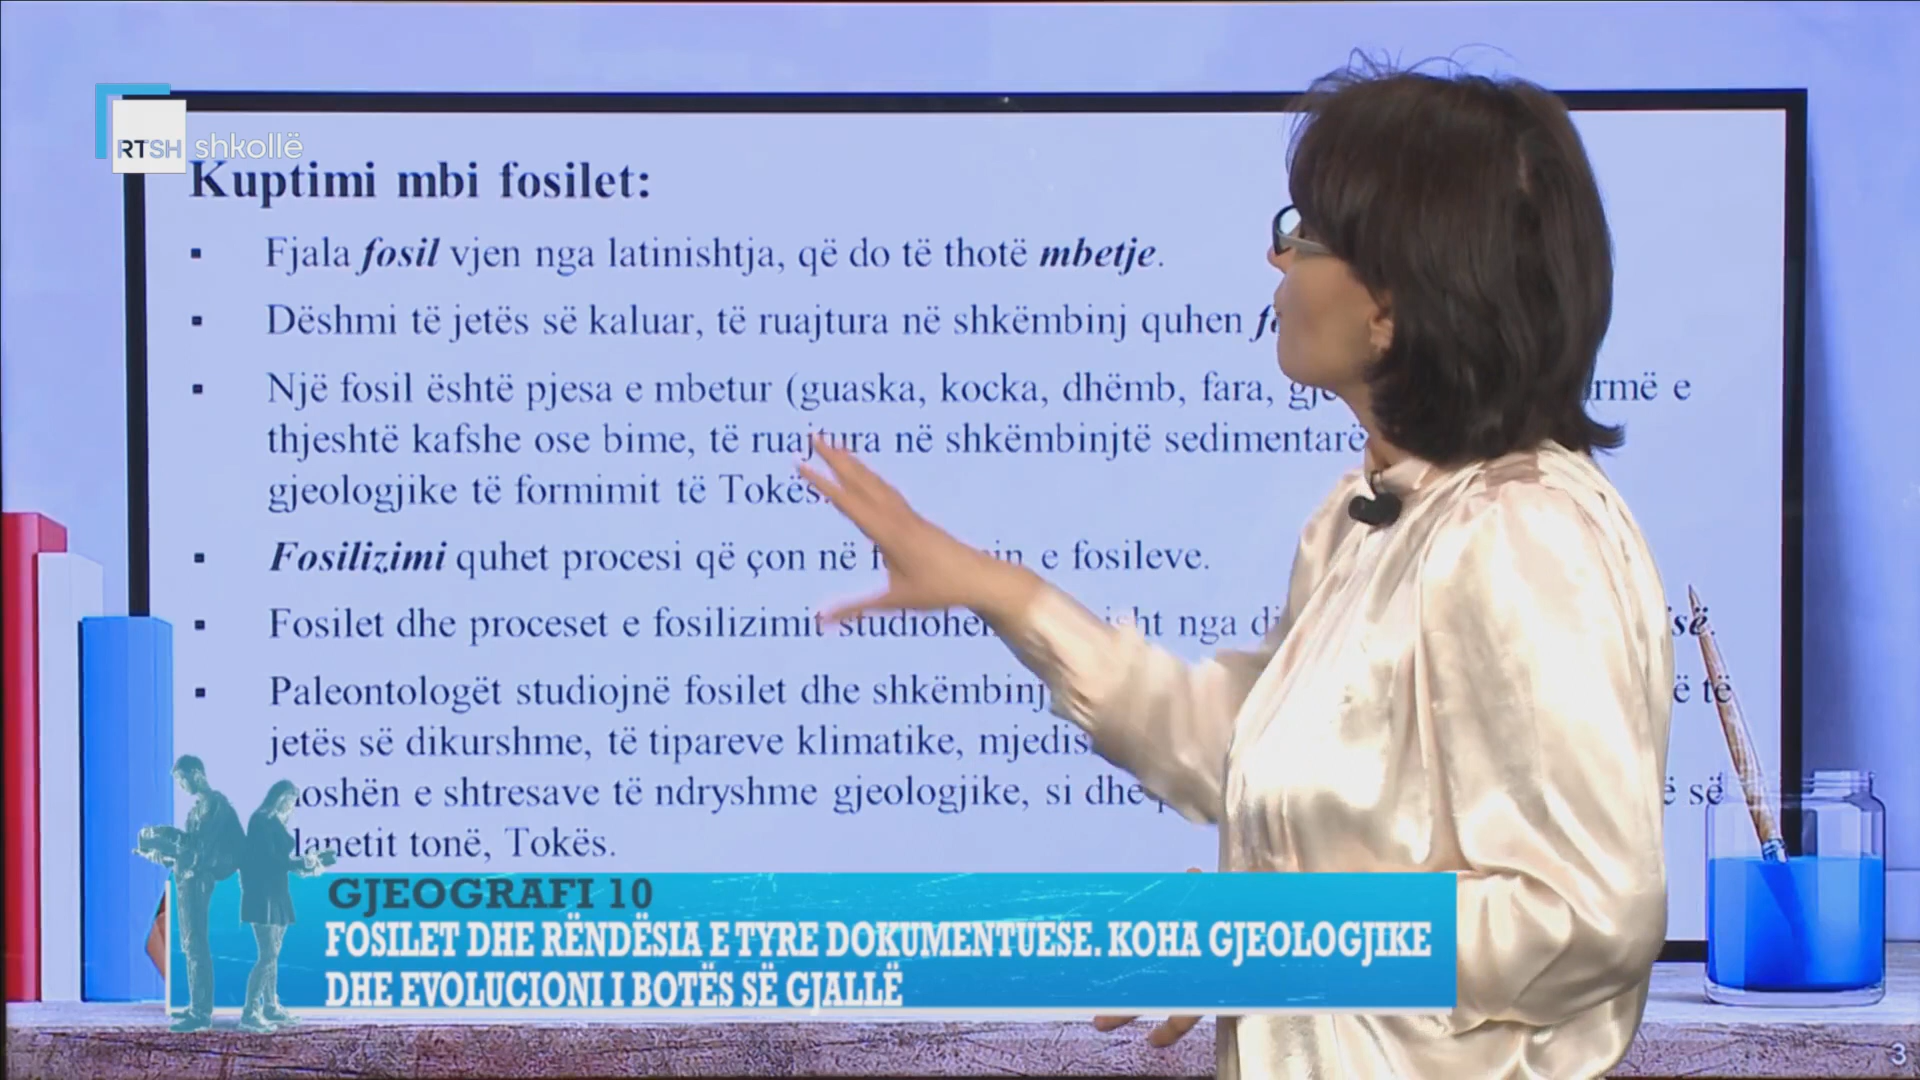 RTSH shkollë
Kuptimi mbi fosilet:
Fjala fosil vjen nga latinishtja, që do të thotë mbetje.
Dëshmi të jetës së kaluar, të ruajtura në shkëmbinj quhen
Një fosil është pjesa e mbetur (guaska, kocka, dhëmb, fara, e
thjeshtë kafshe ose bime, të ruajtura në shkëmbinjtë sedimentarë
gjeologjike të formimit të Tokës.
Fosilizimi quhet procesi që çon në e fosileve.
Fosilet dhe proceset e fosilizimit nga
Paleontologët studiojnë fosilet dhe të
jetës së dikurshme, të tipareve klimatike,
e shtresave të ndryshme gjeologjike, si dhe së
tonë, Tokës.
GJEOGRAFI 10
FOSILET DHE RËNDËSIA E TYRE DOKUMENTUESE. KOHA GJEOLOGJIKE
DHE EVOLUCIONI I BOTËS SË GJALLË
3